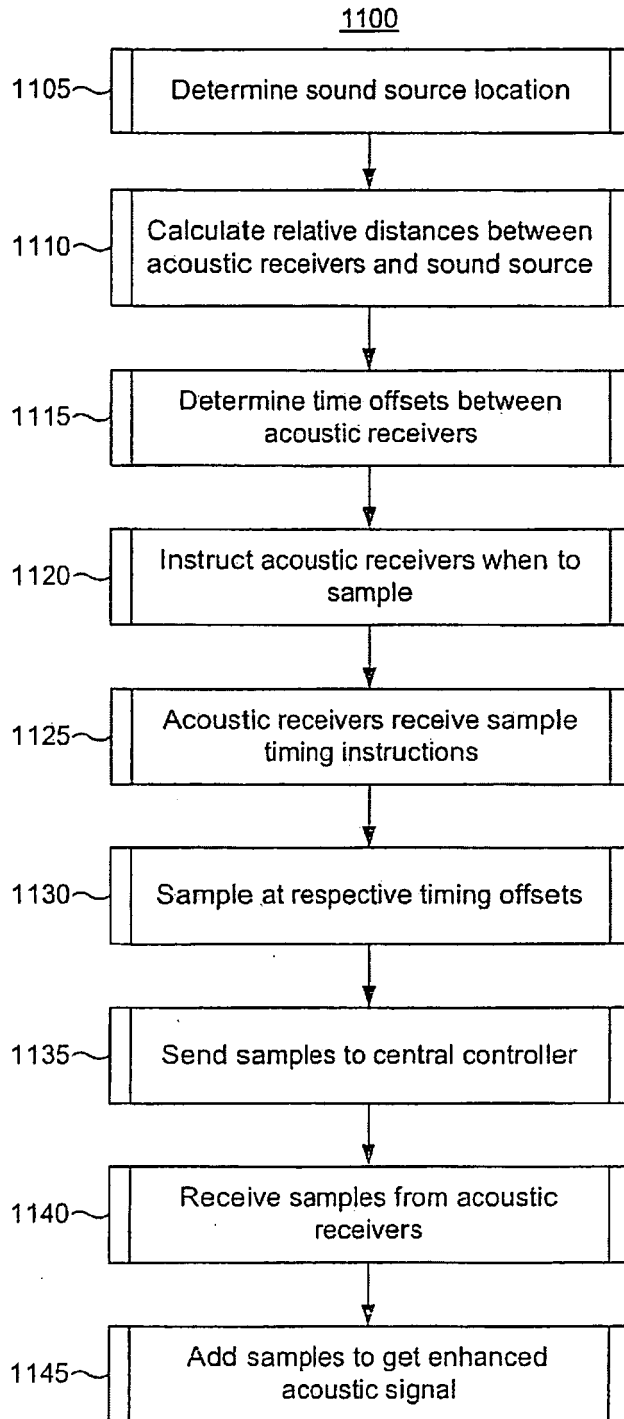 1100
1105
Determine sound source location
1110
Calculate relative distances between
acoustic receivers and sound source
1115
Determine time offsets between
acoustic receivers
1120
Instruct acoustic receivers when to
sample
1125
Acoustic receivers receive sample
timing instructions
1130
Sample at respective timing offsets
1135
Send samples to central controller
1140
Receive samples from acoustic
receivers
1145
Add samples to get enhanced
acoustic signal